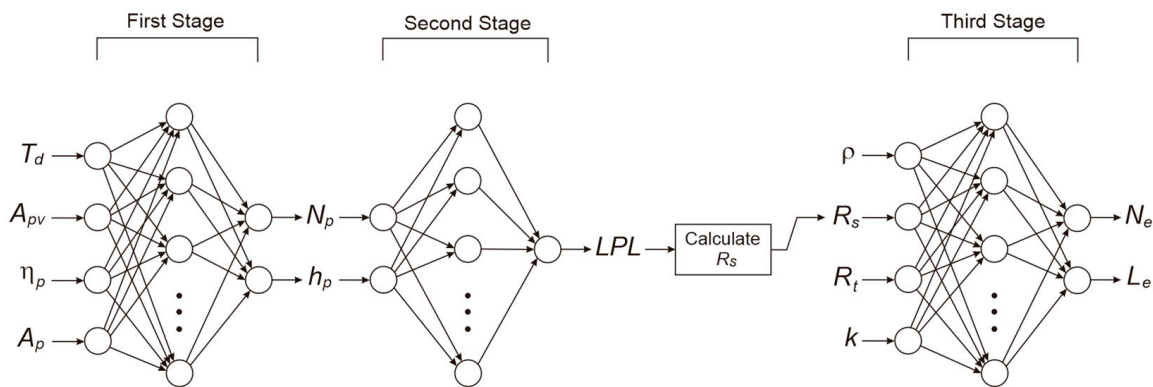 First Stage
Second Stage
Third Stage
T_d
A_pv
η_p
A_p
N_p
h_p
LPL
Calculate
R_s
ρ
R_s
R_t
k
N_e
L_e